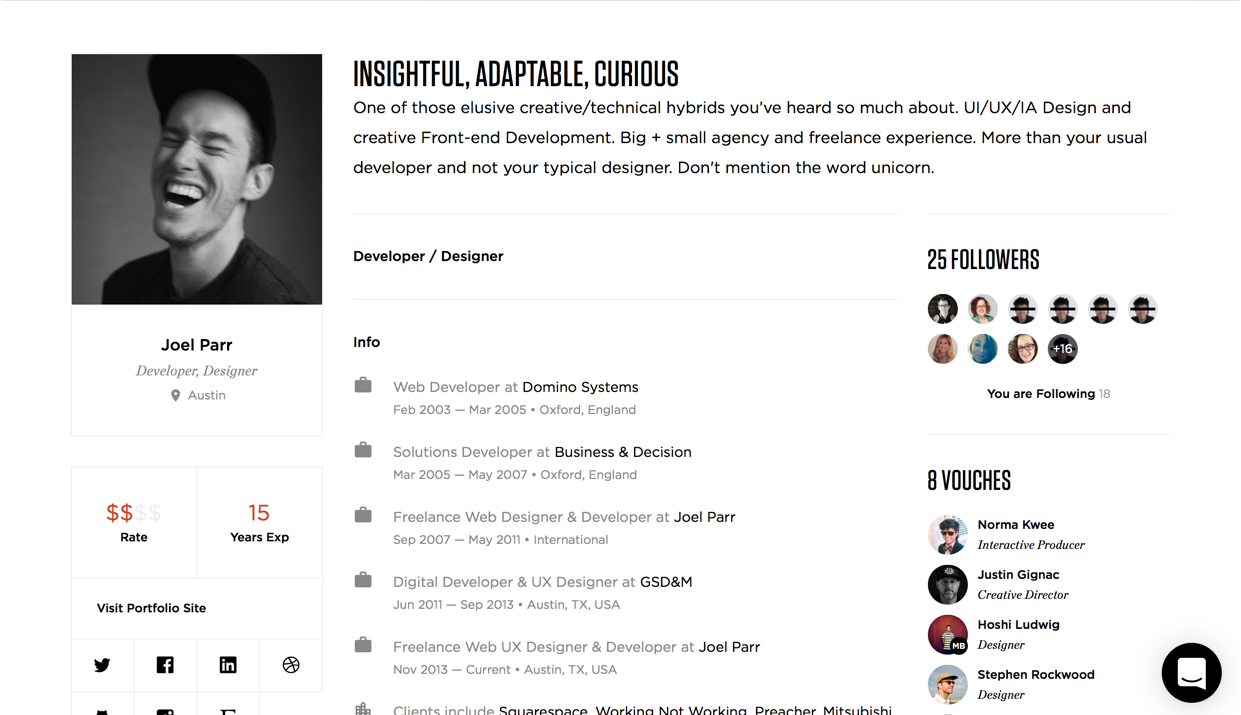 INSIGHTFUL, ADAPTABLE, CURIOUS
One of those elusive creative/technical hybrids you've heard so much about. UI/UX/IA Design and
creative Front-end Development. Big + small agency and freelance experience. More than your usual
developer and not your typical designer. Don't mention the word unicorn.
Joel Parr
Developer, Designer
Austin
$$$$
Rate
15
Years Exp
Visit Portfolio Site
Developer / Designer
Info
Web Developer at Domino Systems
Feb 2003 — Mar 2005 • Oxford, England
Solutions Developer at Business & Decision
Mar 2005 — May 2007 • Oxford, England
Freelance Web Designer & Developer at Joel Parr
Sep 2007 — May 2011 • International
Digital Developer & UX Designer at GSD&M
Jun 2011 — Sep 2013 • Austin, TX, USA
Freelance Web UX Designer & Developer at Joel Parr
Nov 2013 — Current • Austin, TX, USA
Clients include Squarespace, Working Not Working, Preacher, Mitsubishi
25 FOLLOWERS
+16
You are Following 18
8 VOUCHES
Norma Kwee
Interactive Producer
Justin Gignac
Creative Director
Hoshi Ludwig
Designer
MB
Stephen Rockwood
Designer